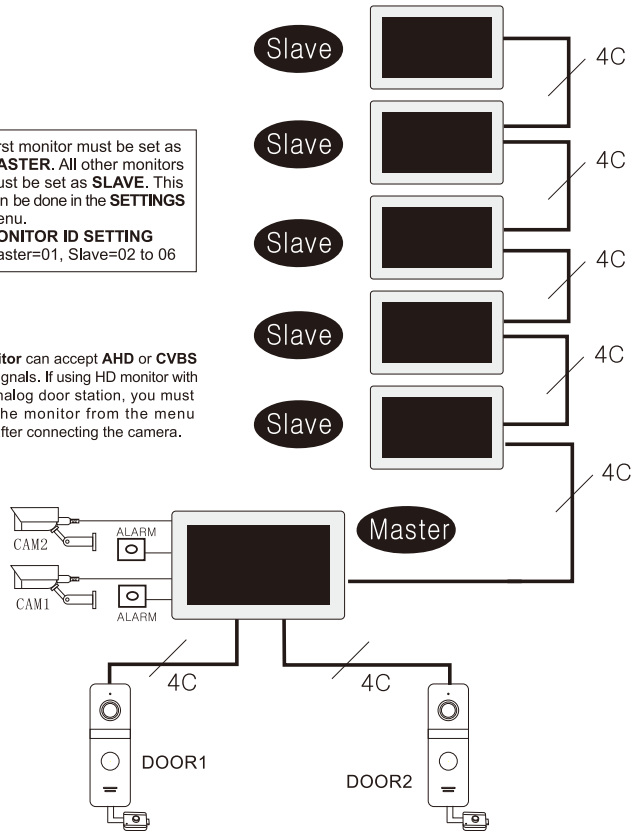 Slave
4C
Slave
4C
rst monitor must be set as
ASTER. All other monitors
ust be set as SLAVE. This
n be done in the SETTINGS
enu.
ONITOR ID SETTING
aster=01, Slave=02 to 06
Slave
4C
Slave
4C
itor can accept AHD or CVBS
gnals. If using HD monitor with
nalog door station, you must
he monitor from the menu
fter connecting the camera.
Slave
4C
Master
CAM2
ALARM
CAM1
ALARM
4C
4C
DOOR1
DOOR2